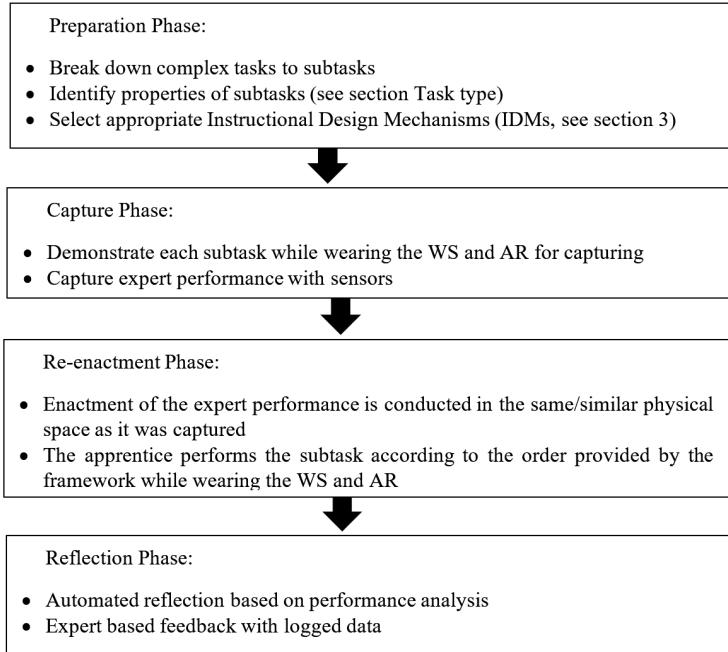 Preparation Phase:
• Break down complex tasks to subtasks
• Identify properties of subtasks (see section Task type)
• Select appropriate Instructional Design Mechanisms (IDMs, see section 3)
Capture Phase:
• Demonstrate each subtask while wearing the WS and AR for capturing
• Capture expert performance with sensors
Re-enactment Phase:
• Enactment of the expert performance is conducted in the same/similar physical
space as it was captured
• The apprentice performs the subtask according to the order provided by the
framework while wearing the WS and AR
Reflection Phase:
• Automated reflection based on performance analysis
• Expert based feedback with logged data